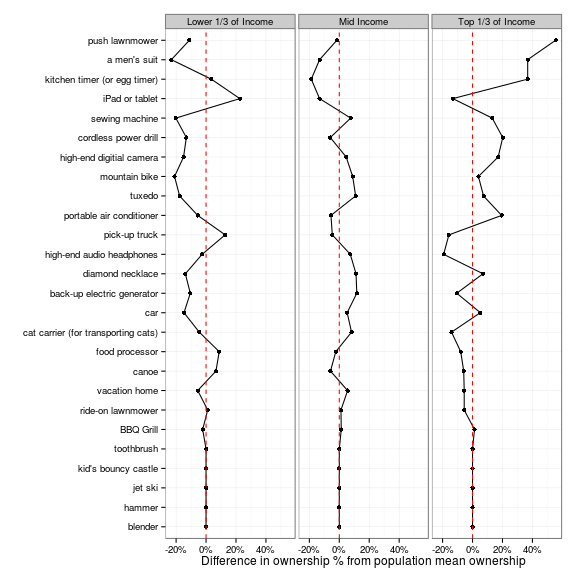 Lower 1/3 of Income Mid Income Top 1/3 of Income
push lawnmower
a men's suit
kitchen timer (or egg timer)
iPad or tablet
sewing machine
cordless power drill
high-end digitial camera
mountain bike
tuxedo
portable air conditioner
pick-up truck
high-end audio headphones
diamond necklace
back-up electric generator
car
cat carrier (for transporting cats)
food processor
canoe
vacation home
ride-on lawnmower
BBQ Grill
toothbrush
kid's bouncy castle
jet ski
hammer
blender
-20% 0% 20% 40% -20% 0% 20% 40% -20% 0% 20% 40%
Difference in ownership % from population mean ownership